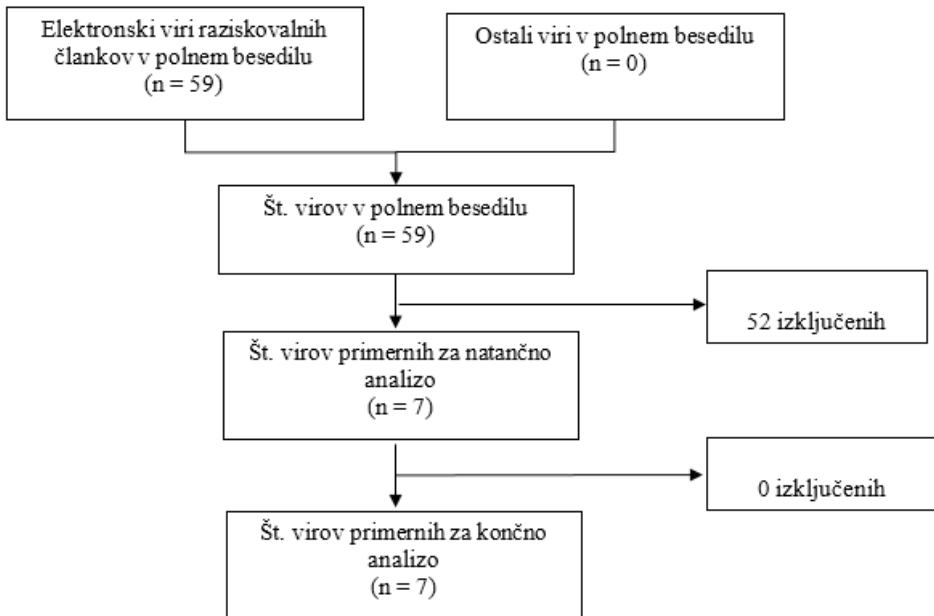 Elektronski viri raziskovalnih
člankov v polnem besedilu
(n = 59)
Ostali viri v polnem besedilu
(n = 0)
Št. virov v polnem besedilu
(n = 59)
52 izključenih
Št. virov primernih za natančno
analizo
(n = 7)
0 izključenih
Št. virov primernih za končno
analizo
(n = 7)